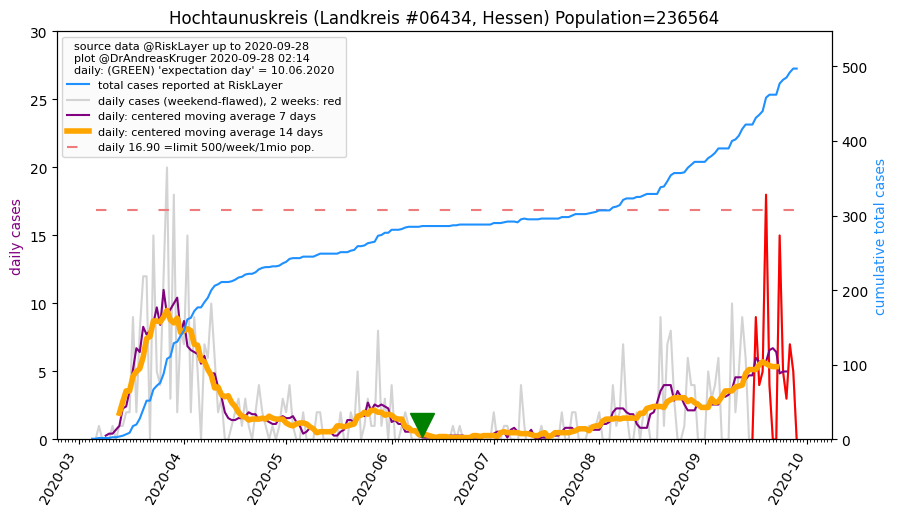 Hochtaunuskreis (Landkreis #06434, Hessen) Population=236564
source data @RiskLayer up to 2020-09-28
plot @DrAndreasKruger 2020-09-28 02:14
daily: (GREEN) 'expectation day' = 10.06.2020
total cases reported at RiskLayer
daily cases (weekend-flawed), 2 weeks: red
daily: centered moving average 7 days
daily: centered moving average 14 days
daily 16.90 =limit 500/week/1mio pop.
daily cases
30
25
20
15
10
5
0
cumulative total cases
500
400
300
200
100
0
2020-03
2020-04
2020-05
2020-06
2020-07
2020-08
2020-09
2020-10